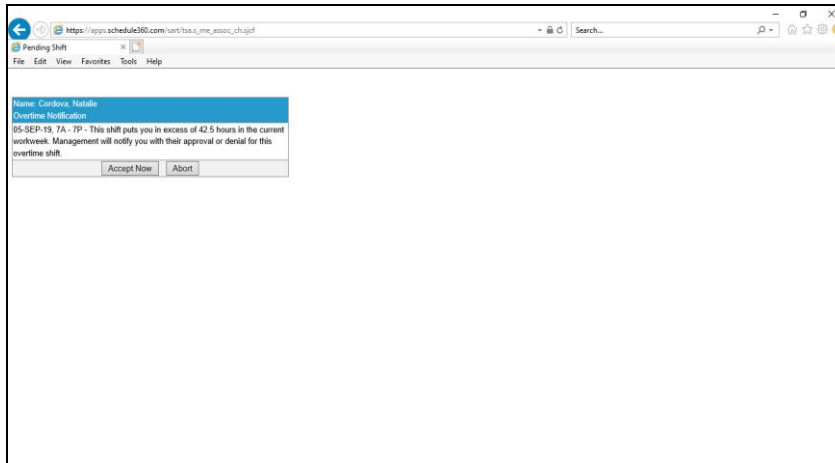 https://apps.schedule360.com/sart/tsa.s_me_assoc_ch.sjcf
Search...
Pending Shift
File Edit View Favorites Tools Help
Name: Cordova, Natalie
Overtime Notification
05-SEP-19, 7A - 7P - This shift puts you in excess of 42.5 hours in the current
workweek. Management will notify you with their approval or denial for this
overtime shift.
Accept Now Abort